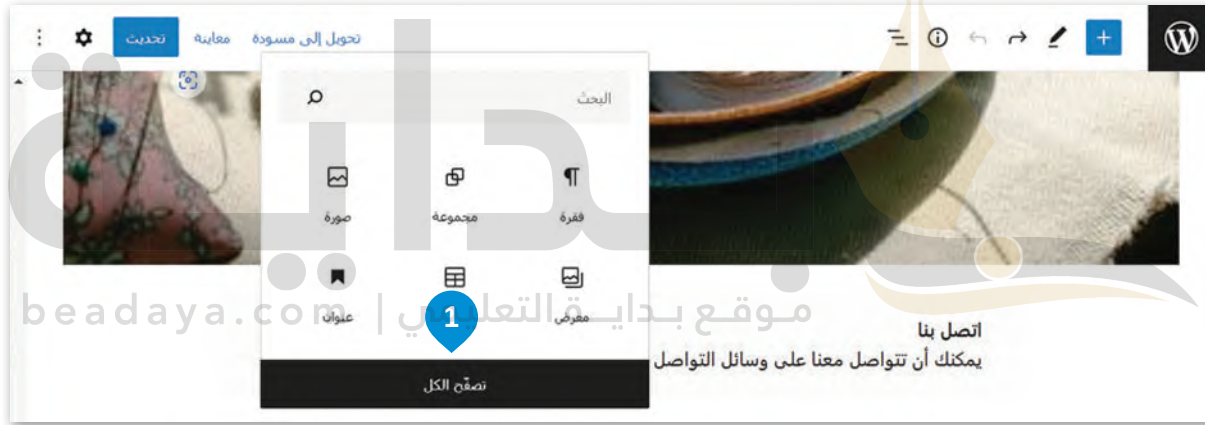 تحويل إلى مسودة معاينة تحديث
البحث
فقرة مجموعة صورة
معرض عنوان
1
تصفّح الكل
بداية
موقع بداية التعليمي | beadaya.com
اتصل بنا
يمكنك أن تتواصل معنا على وسائل التواصل